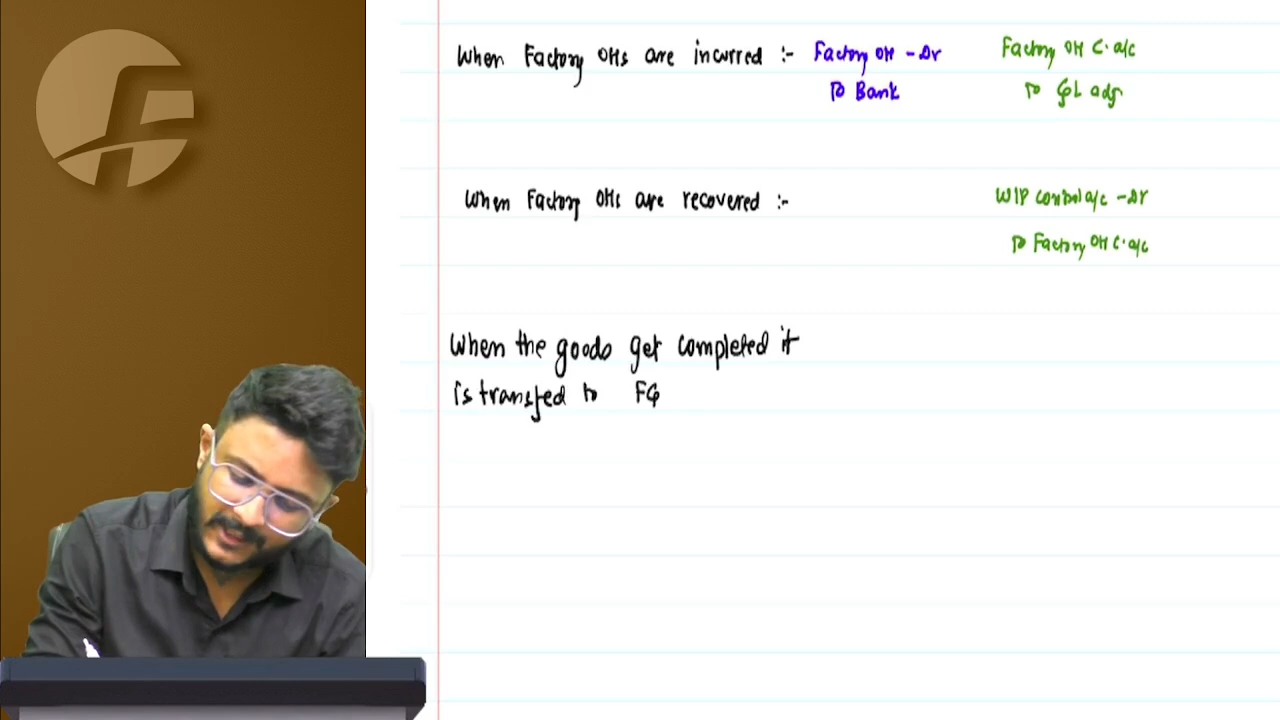 When Factory OHs are incurred :- Factory OH - Dr Factory OH C. a/c
To Bank To GL adj
When Factory OHs are recovered :- WIP control a/c - Dr
To Factory OH C. a/c
When the goods get completed it
is transfed to FG